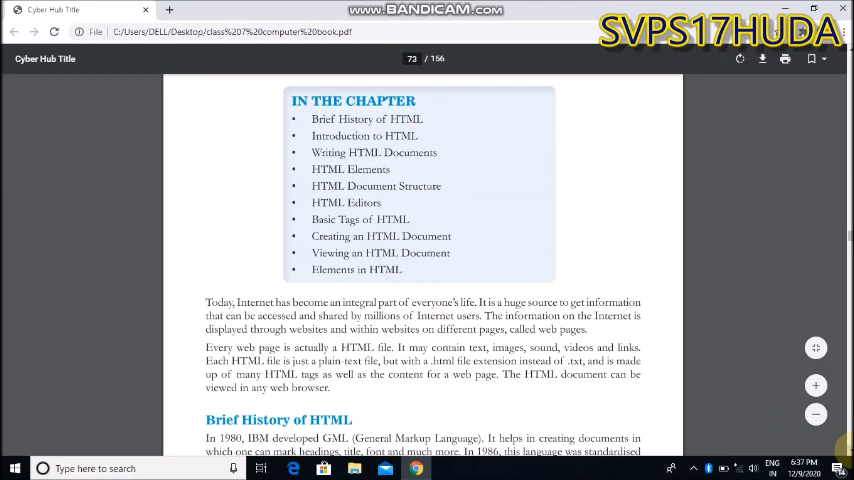 Cyber Hub Title
www.BANDICAM.com
SVPS17HUDA
File | C:/Users/DELL/Desktop/class%207%20computer%20book.pdf
Cyber Hub Title
73 / 156
IN THE CHAPTER
• Brief History of HTML
• Introduction to HTML
• Writing HTML Documents
• HTML Elements
• HTML Document Structure
• HTML Editors
• Basic Tags of HTML
• Creating an HTML Document
• Viewing an HTML Document
• Elements in HTML
Today, Internet has become an integral part of everyone's life. It is a huge source to get information
that can be accessed and shared by millions of Internet users. The information on the Internet is
displayed through websites and within websites on different pages, called web pages.
Every web page is actually a HTML file. It may contain text, images, sound, videos and links.
Each HTML file is just a plain-text file, but with a .html file extension instead of .txt, and is made
up of many HTML tags as well as the content for a web page. The HTML document can be
viewed in any web browser.
Brief History of HTML
In 1980, IBM developed GML (General Markup Language). It helps in creating documents in
which one can mark headings, title, font and much more. In 1986, this language was standardised
Type here to search
ENG
IN
6:37 PM
12/9/2020
14